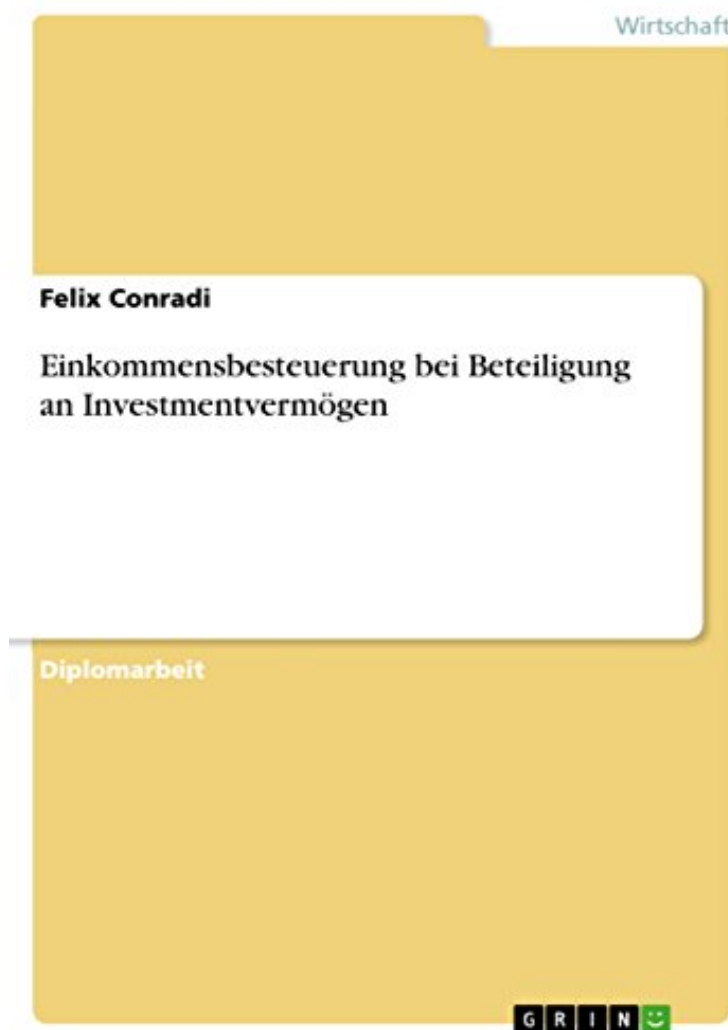 Wirtschaft
Felix Conradi
Einkommensbesteuerung bei Beteiligung
an Investmentvermögen
Diplomarbeit
GRIN